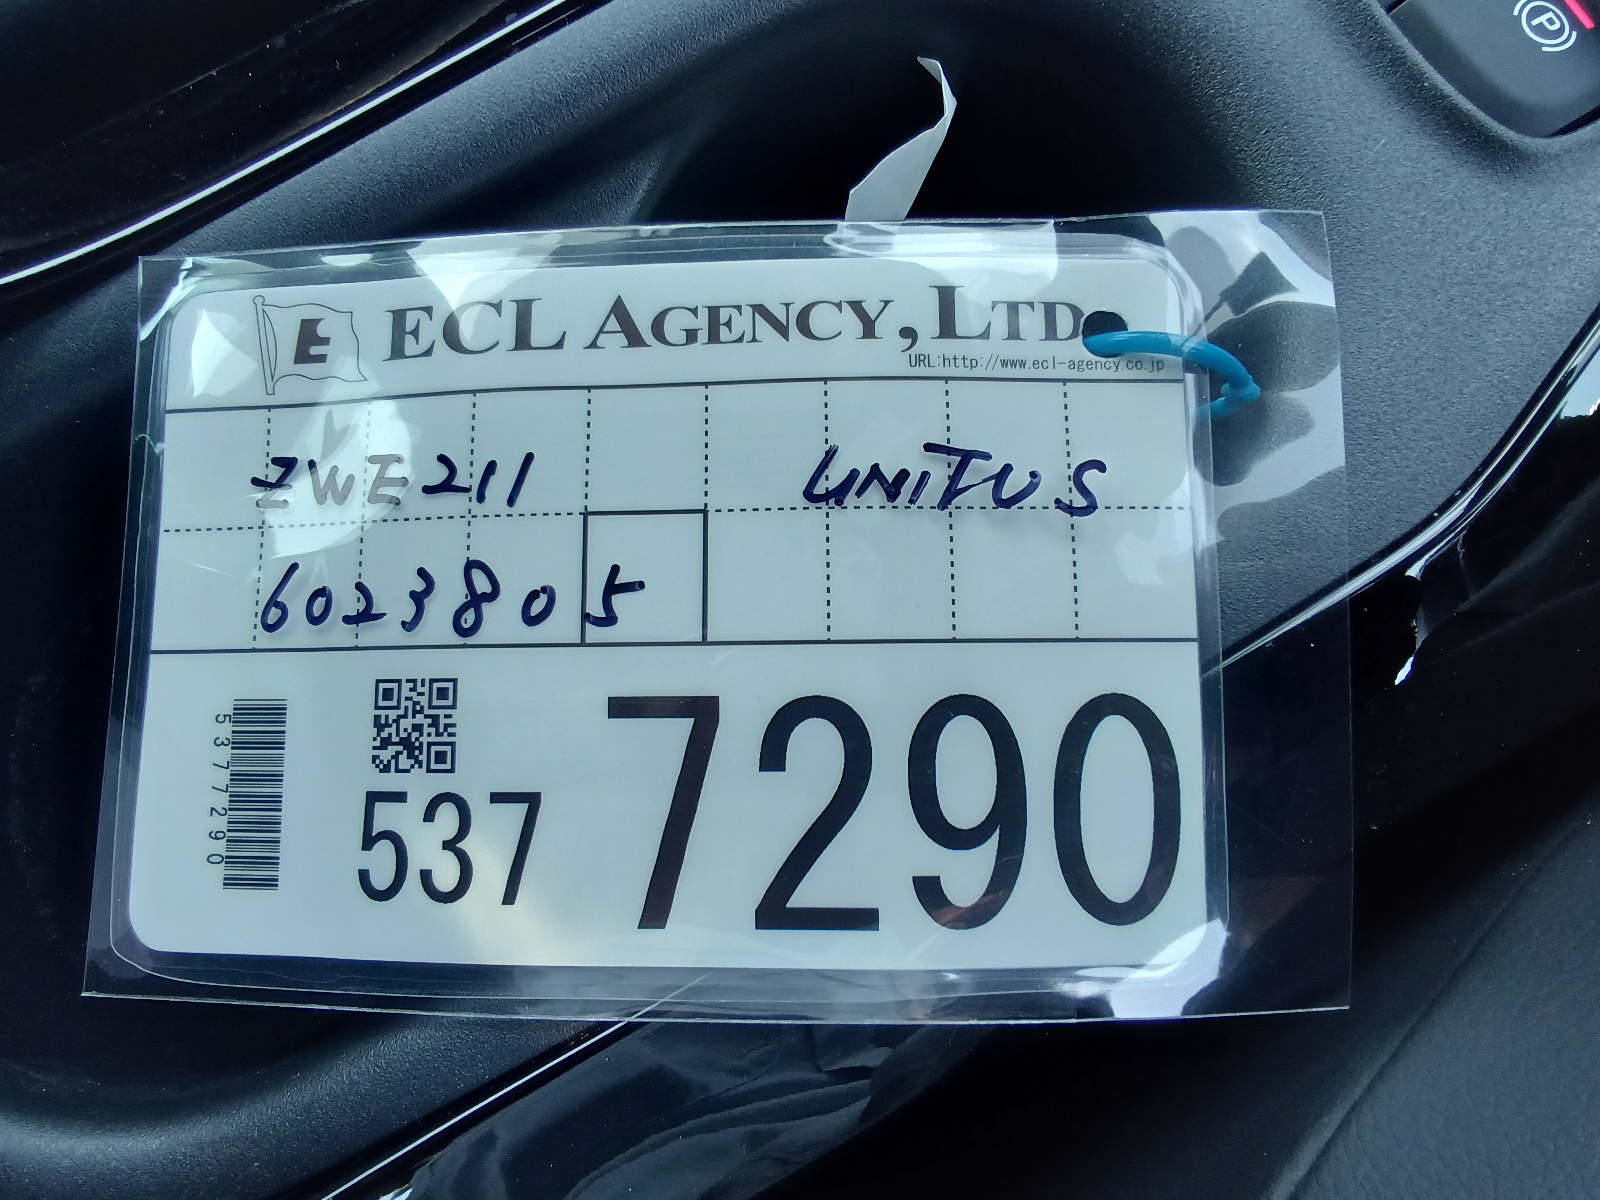 E ECL AGENCY, LTD.
URL:http://www.ecl-agency.co.jp
ZWE211 UNITUS
6023805
5377290
537 7290
P